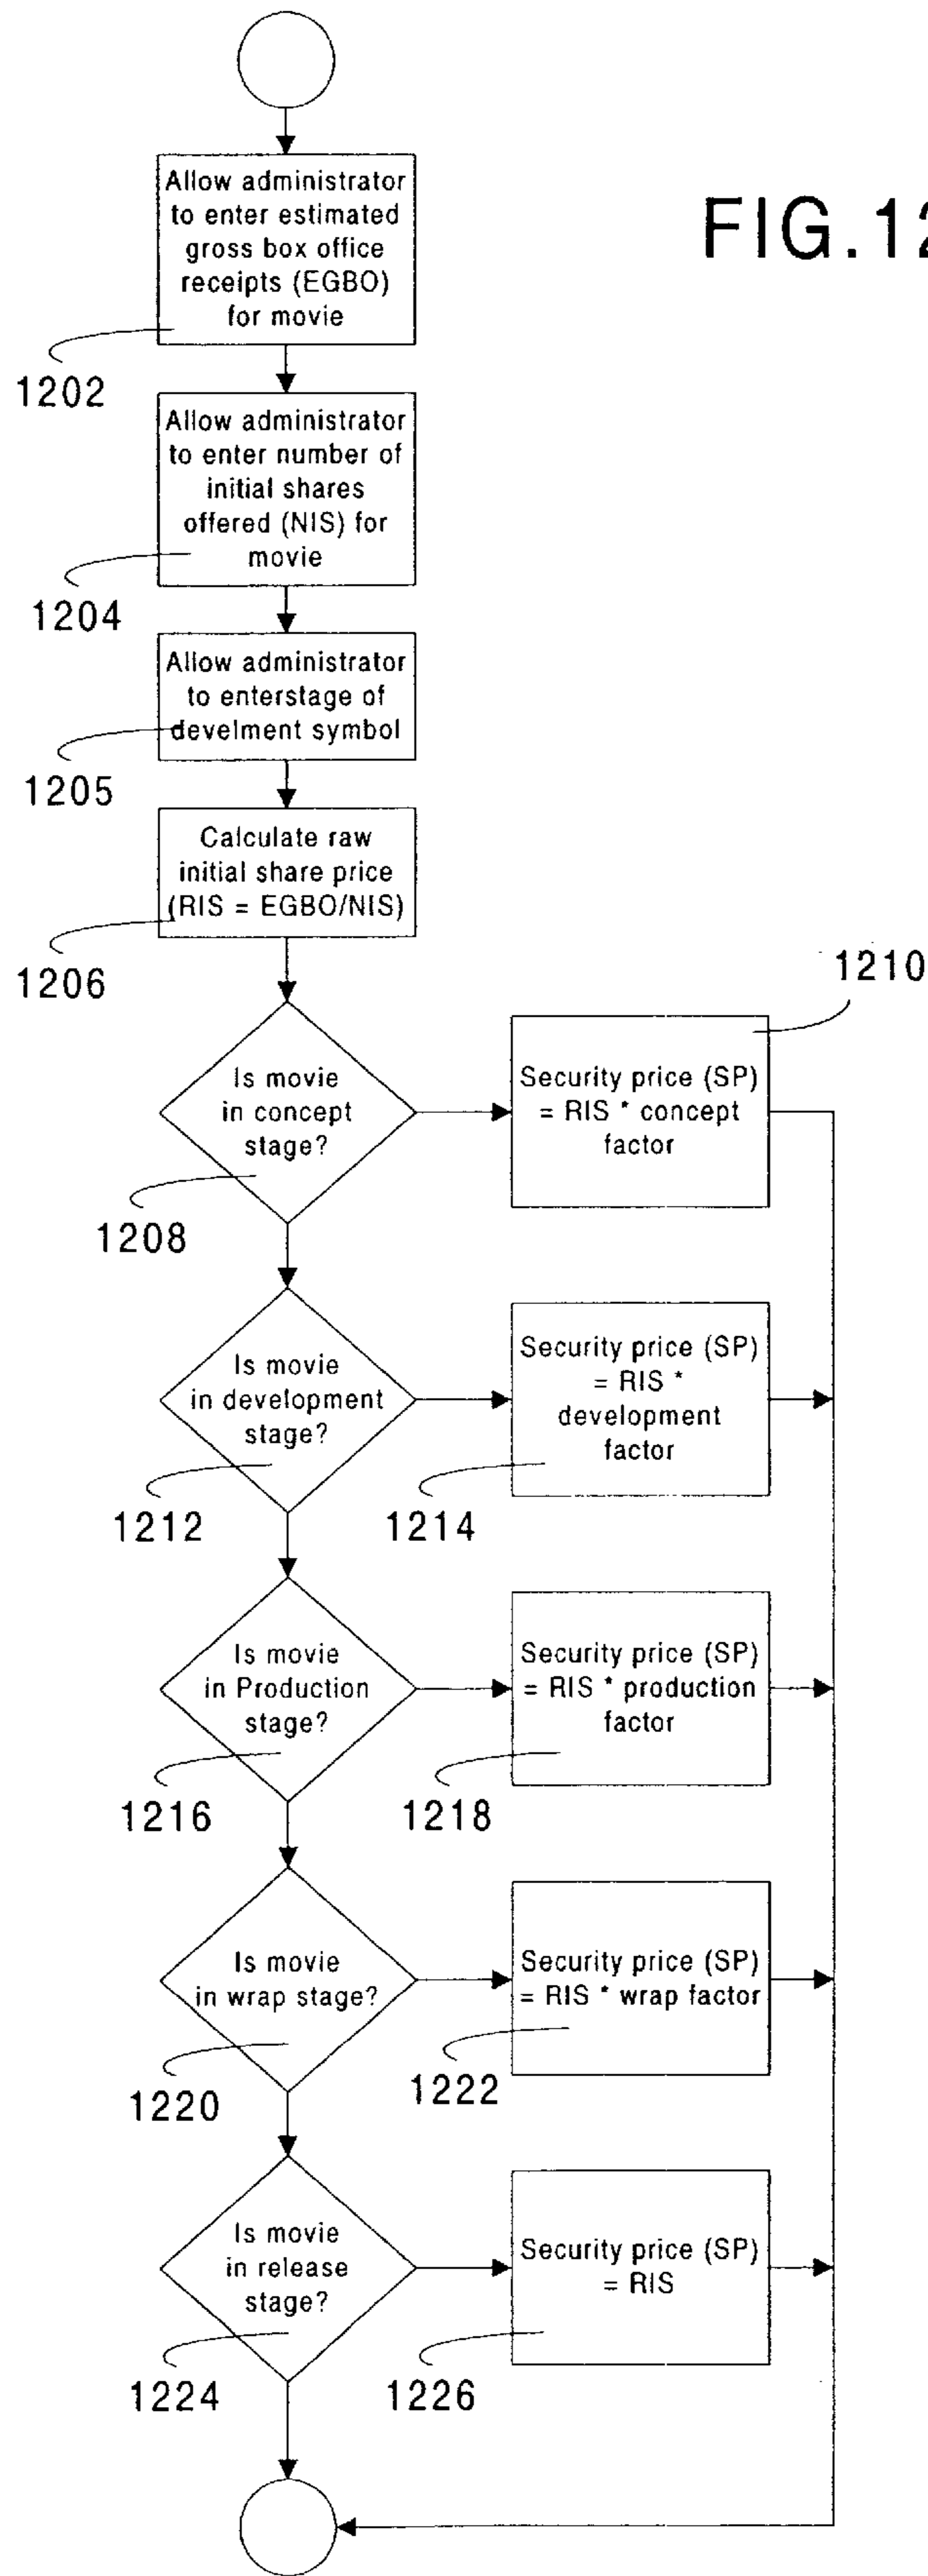 FIG.12
Allow administrator
to enter estimated
gross box office
receipts (EGBO)
for movie
1202
Allow administrator
to enter number of
initial shares
offered (NIS) for
movie
1204
Allow administrator
to enterstage of
develment symbol
1205
Calculate raw
initial share price
(RIS = EGBO/NIS)
1206
1210
Is movie
in concept
stage?
1208
Security price (SP)
= RIS * concept
factor
Is movie
in development
stage?
1212
Security price (SP)
= RIS *
development
factor
1214
Is movie
in Production
stage?
1216
Security price (SP)
= RIS * production
factor
1218
Is movie
in wrap stage?
1220
Security price (SP)
= RIS * wrap factor
1222
Is movie
in release
stage?
1224
Security price (SP)
= RIS
1226